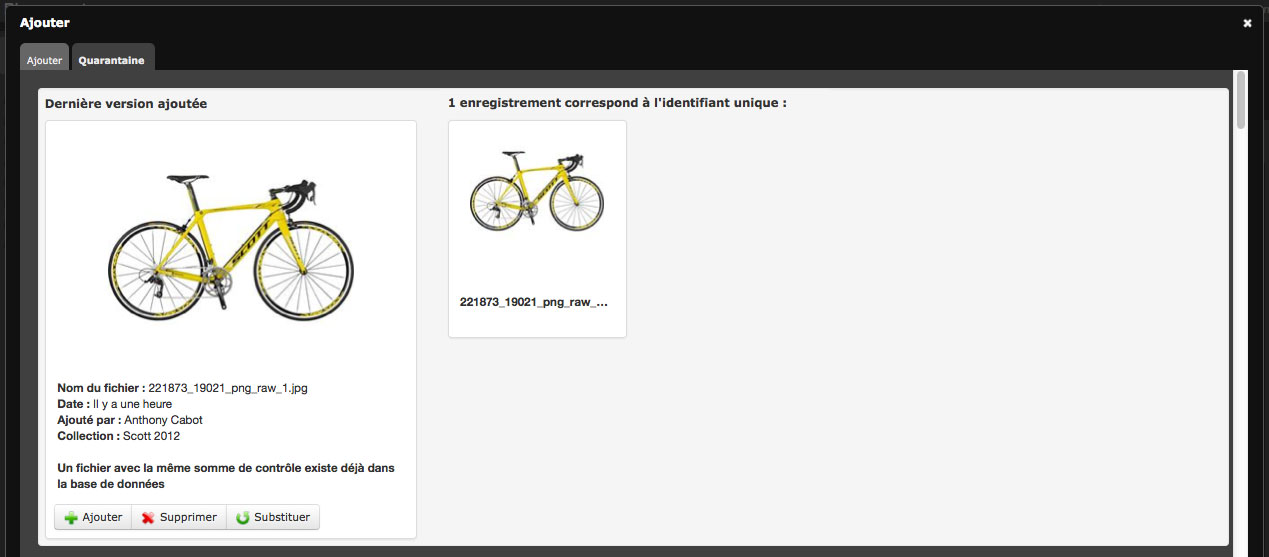 Ajouter
Ajouter
Quarantaine
Dernière version ajoutée
SCOTT
Nom du fichier : 221873_19021_png_raw_1.jpg
Date : Il y a une heure
Ajouté par : Anthony Cabot
Collection : Scott 2012
Un fichier avec la même somme de contrôle existe déjà dans
la base de données
Ajouter
Supprimer
Substituer
1 enregistrement correspond à l'identifiant unique :
SCOTT
221873_19021_png_raw_...